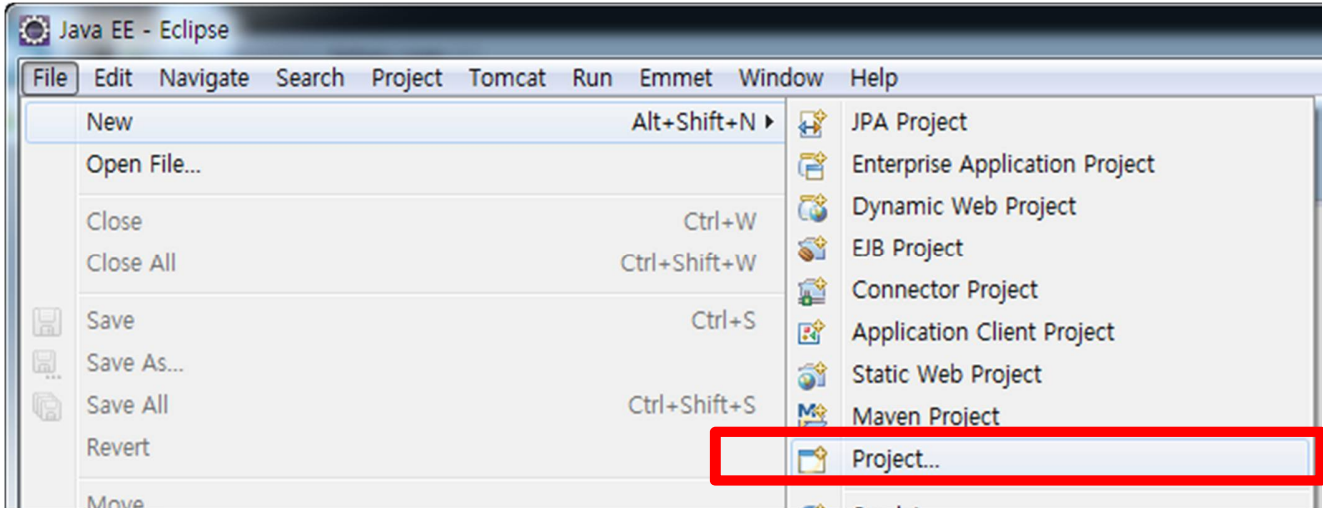 Java EE - Eclipse
File Edit Navigate Search Project Tomcat Run Emmet Window Help
New Alt+Shift+N
Open File...
Close Ctrl+W
Close All Ctrl+Shift+W
Save Ctrl+S
Save As...
Save All Ctrl+Shift+S
Revert
Move
JPA Project
Enterprise Application Project
Dynamic Web Project
EJB Project
Connector Project
Application Client Project
Static Web Project
Maven Project
Project...